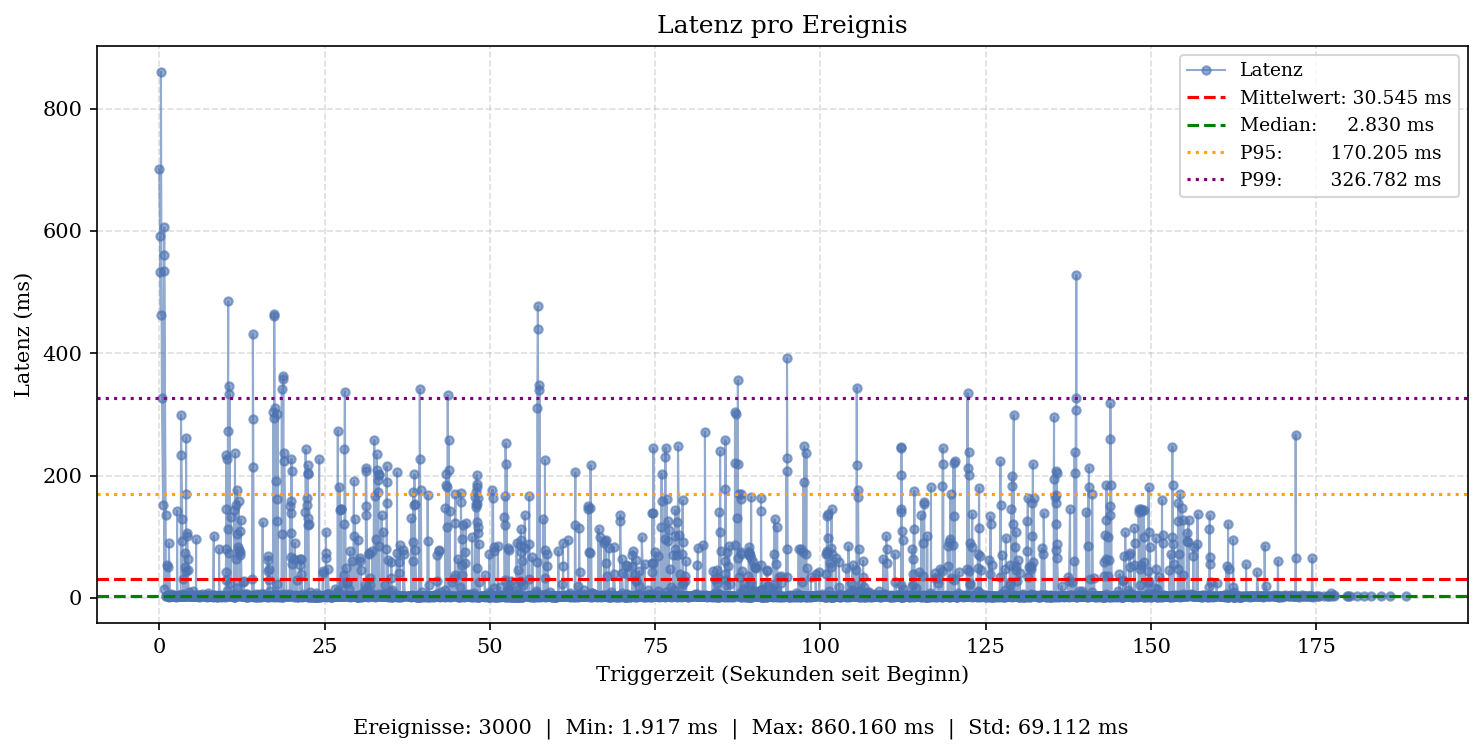 Latenz pro Ereignis
Latenz (ms)
800
600
400
200
0
Latenz
Mittelwert: 30.545 ms
Median: 2.830 ms
P95: 170.205 ms
P99: 326.782 ms
0 25 50 75 100 125 150 175
Triggerzeit (Sekunden seit Beginn)
Ereignisse: 3000 | Min: 1.917 ms | Max: 860.160 ms | Std: 69.112 ms